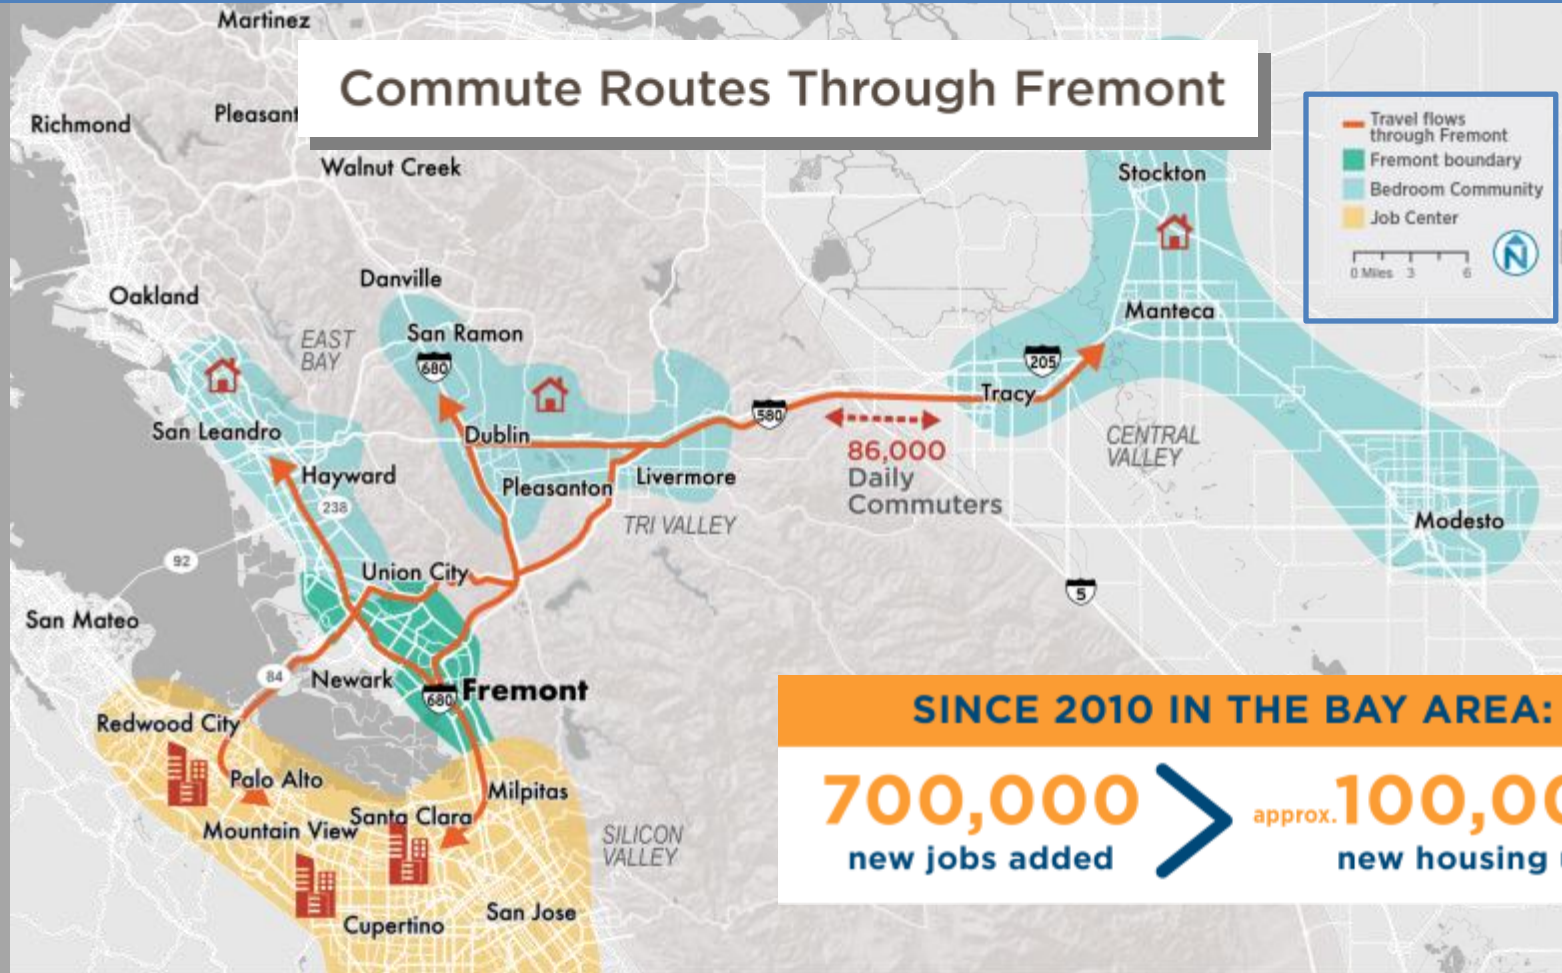 Martinez
Commute Routes Through Fremont
Richmond
Pleasant
Walnut Creek
Stockton
Travel flows
through Fremont
Fremont boundary
Bedroom Community
Job Center
0 Miles 3 6
N
Danville
Oakland
EAST
BAY
San Ramon
680
Manteca
205
Tracy
580
San Leandro
Dublin
86,000
Daily
Commuters
CENTRAL
VALLEY
Hayward
238
Pleasanton
Livermore
TRI VALLEY
Modesto
92
Union City
5
San Mateo
84
Newark
680
Fremont
Redwood City
Palo Alto
Milpitas
Santa Clara
Mountain View
SILICON
VALLEY
Cupertino
San Jose
SINCE 2010 IN THE BAY AREA:
700,000
new jobs added
approx. 100,00
new housing